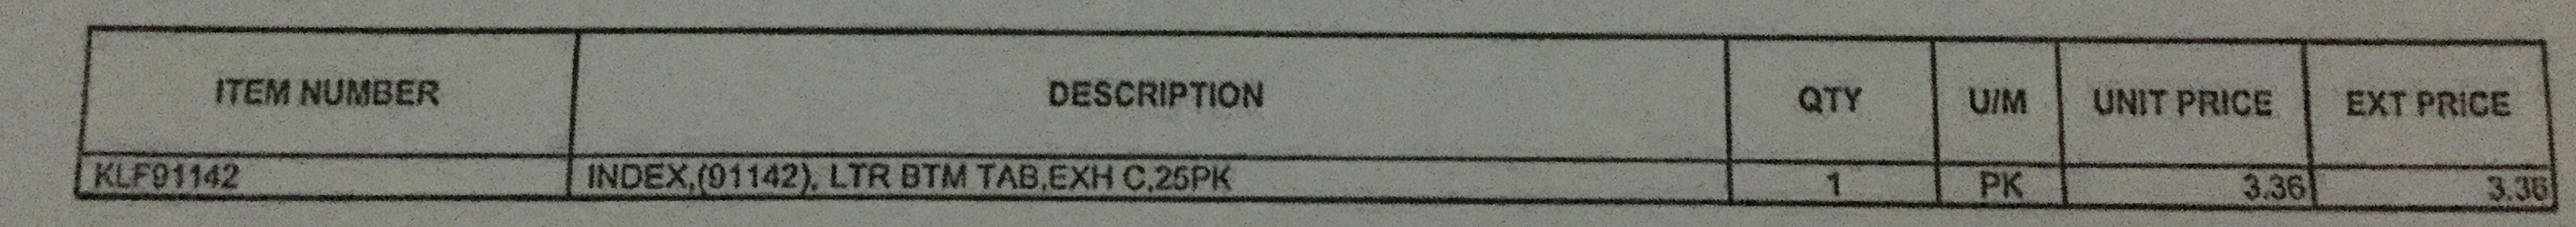 ITEM NUMBER DESCRIPTION QTY U/M UNIT PRICE EXT PRICE
KLF91142 INDEX,(91142), LTR BTM TAB,EXH C,25PK 1 PK 3.36 3.36